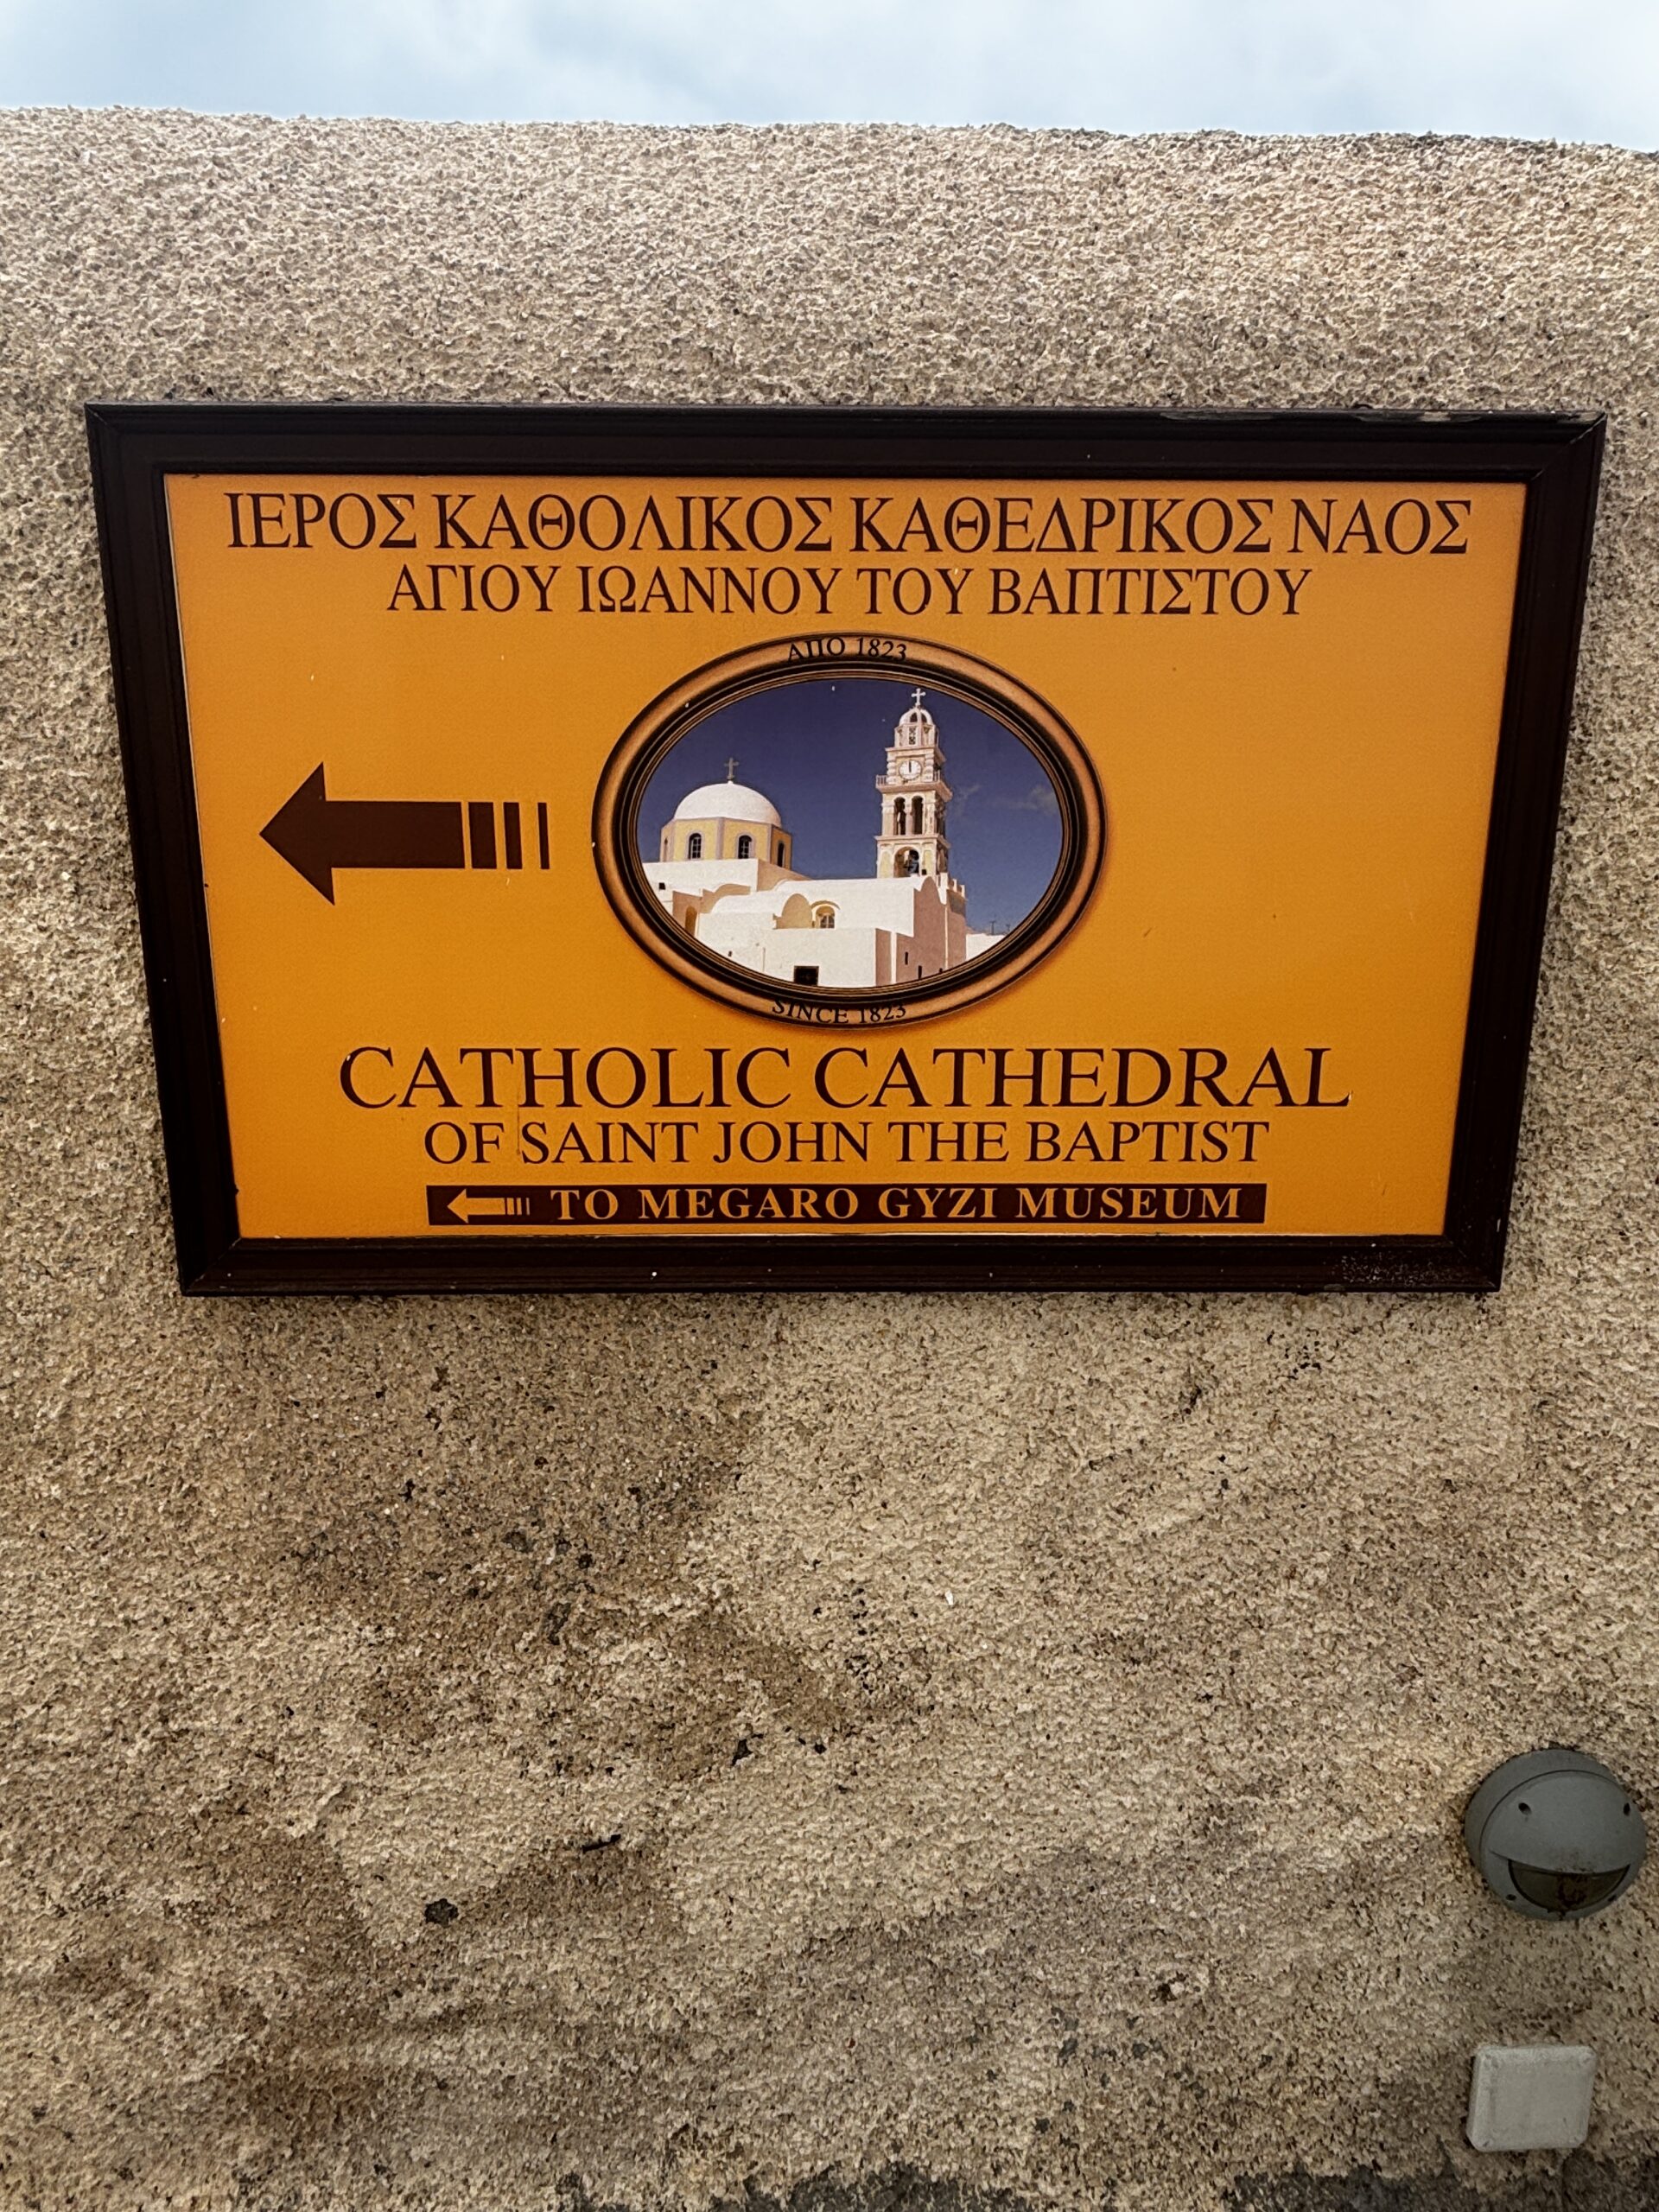 ΙΕΡΟΣ ΚΑΘΟΛΙΚΟΣ ΚΑΘΕΔΡΙΚΟΣ ΝΑΟΣ
ΑΓΙΟΥ ΙΩΑΝΝΟΥ ΤΟΥ ΒΑΠΤΙΣΤΟΥ
ΑΠΟ 1823
SINCE 1823
CATHOLIC CATHEDRAL
OF SAINT JOHN THE BAPTIST
TO MEGARO GYZI MUSEUM